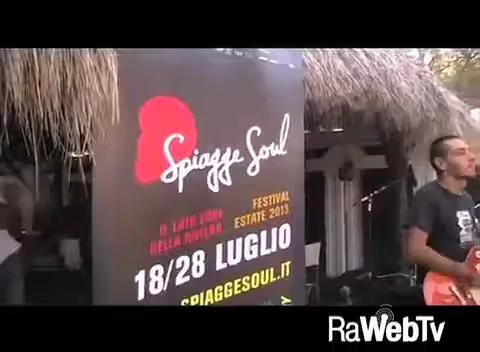 Spiagge Soul
IL LATO SOUL
DELLA RIVIERA
FESTIVAL
ESTATE 2013
18/28 LUGLIO
SPIAGGESOUL.IT
RaWebTv